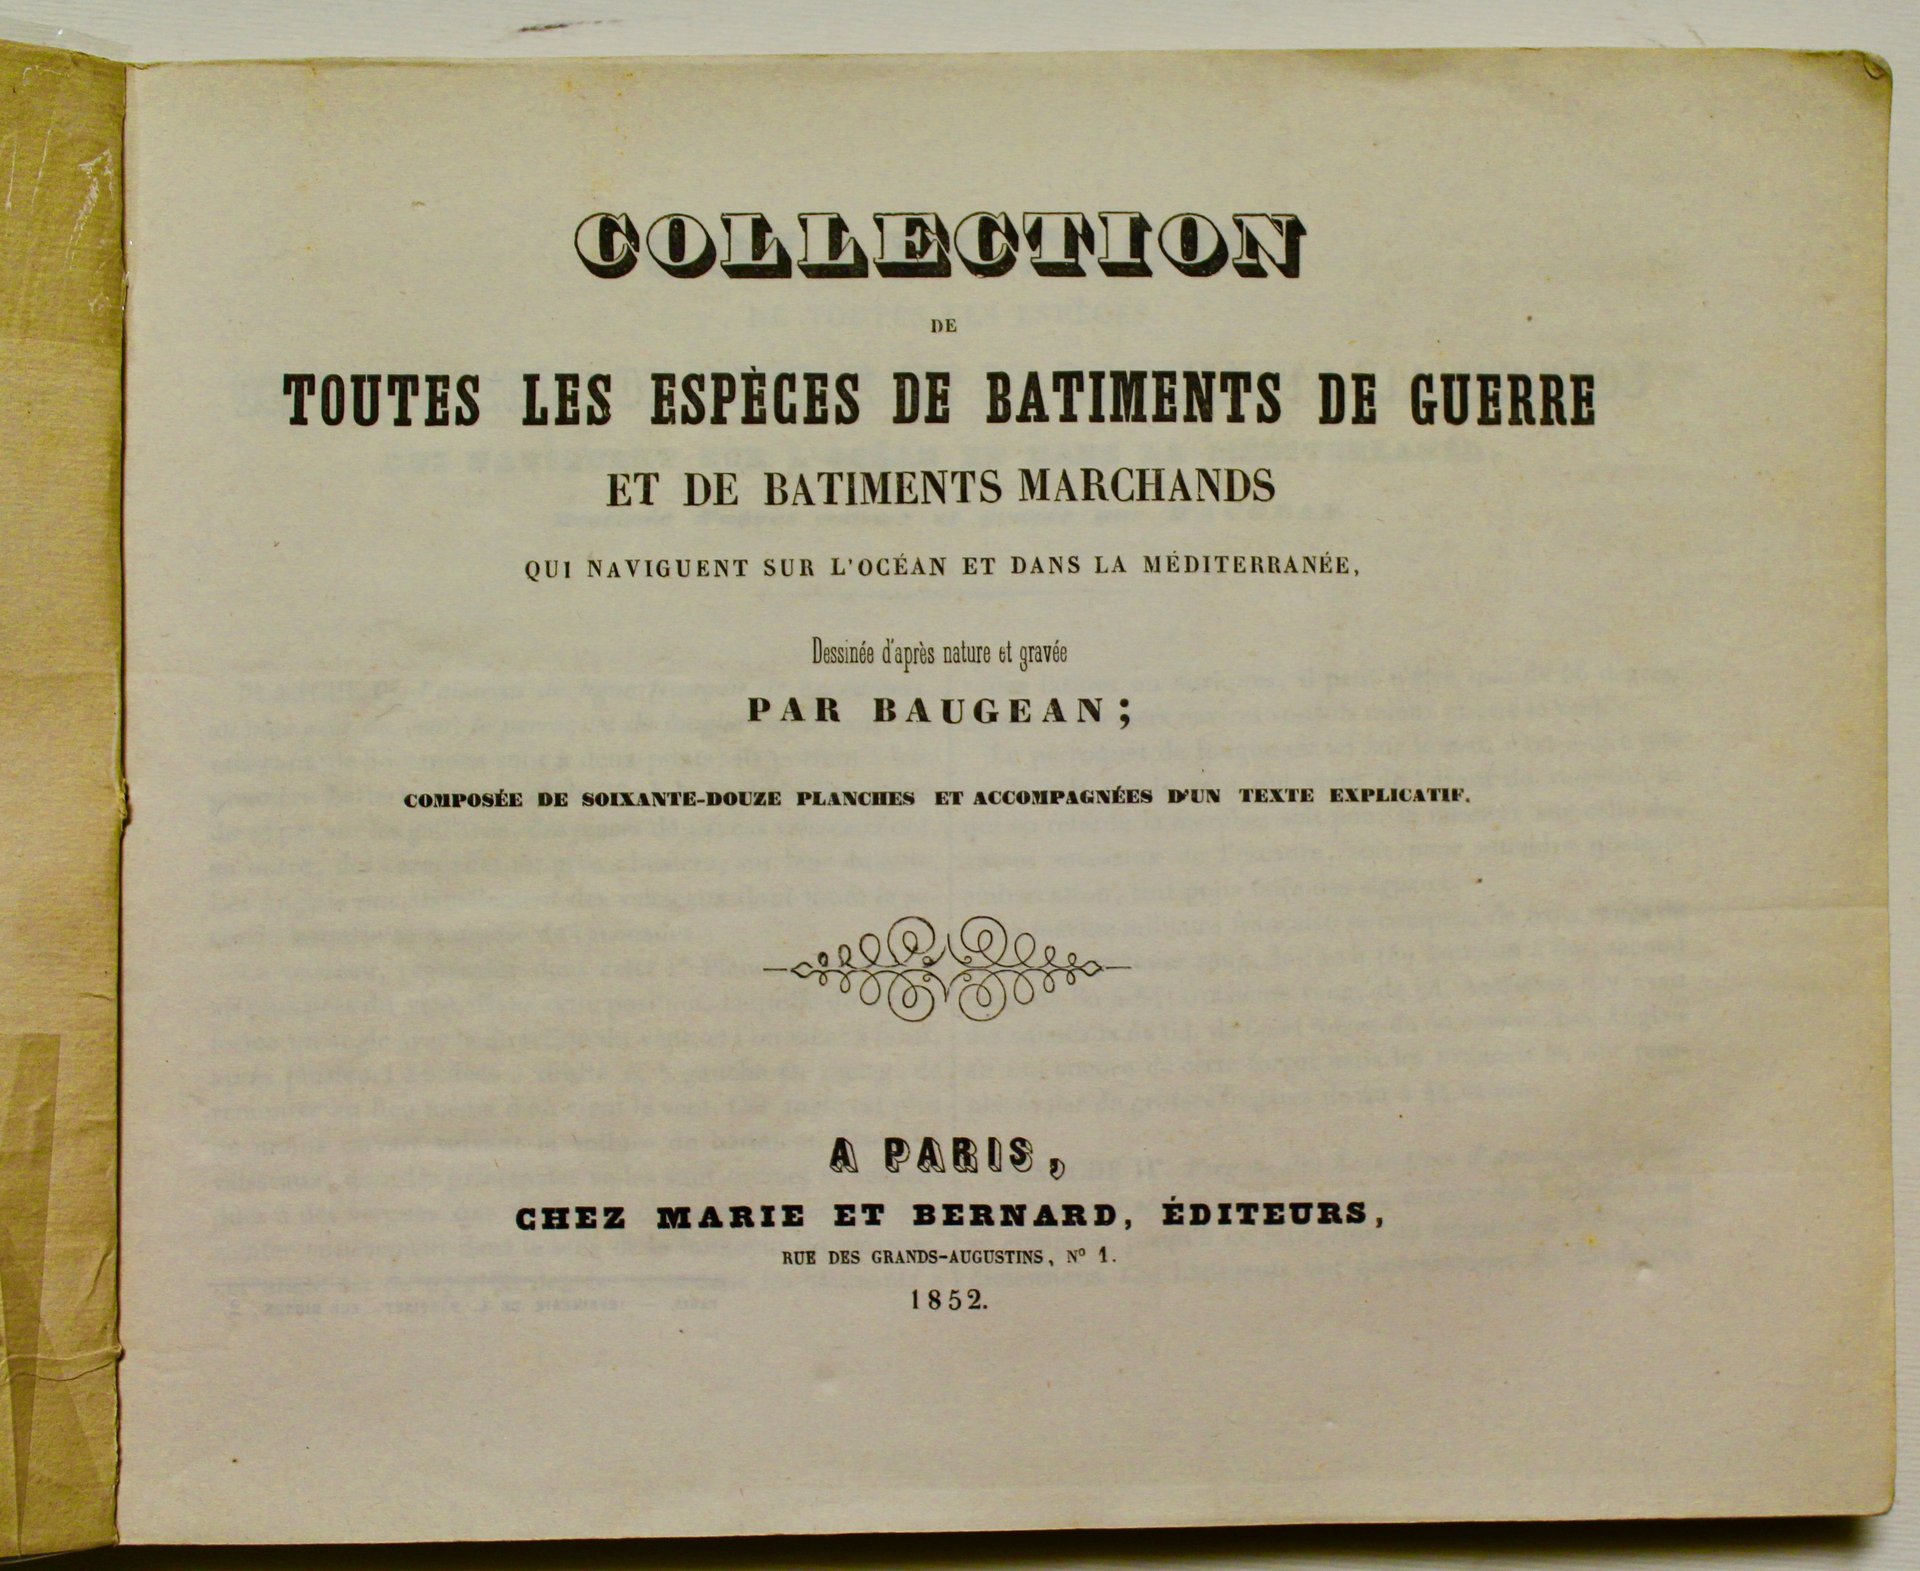 COLLECTION
DE
TOUTES LES ESPÈCES DE BATIMENTS DE GUERRE
ET DE BATIMENTS MARCHANDS
QUI NAVIGUENT SUR L'OCÉAN ET DANS LA MÉDITERRANÉE,
Dessinée d'après nature et gravée
PAR BAUGEAN;
COMPOSÉE DE SOIXANTE-DOUZE PLANCHES ET ACCOMPAGNÉES D'UN TEXTE EXPLICATIF.
A PARIS,
CHEZ MARIE ET BERNARD, ÉDITEURS,
RUE DES GRANDS-AUGUSTINS, Nº 1.
1852.